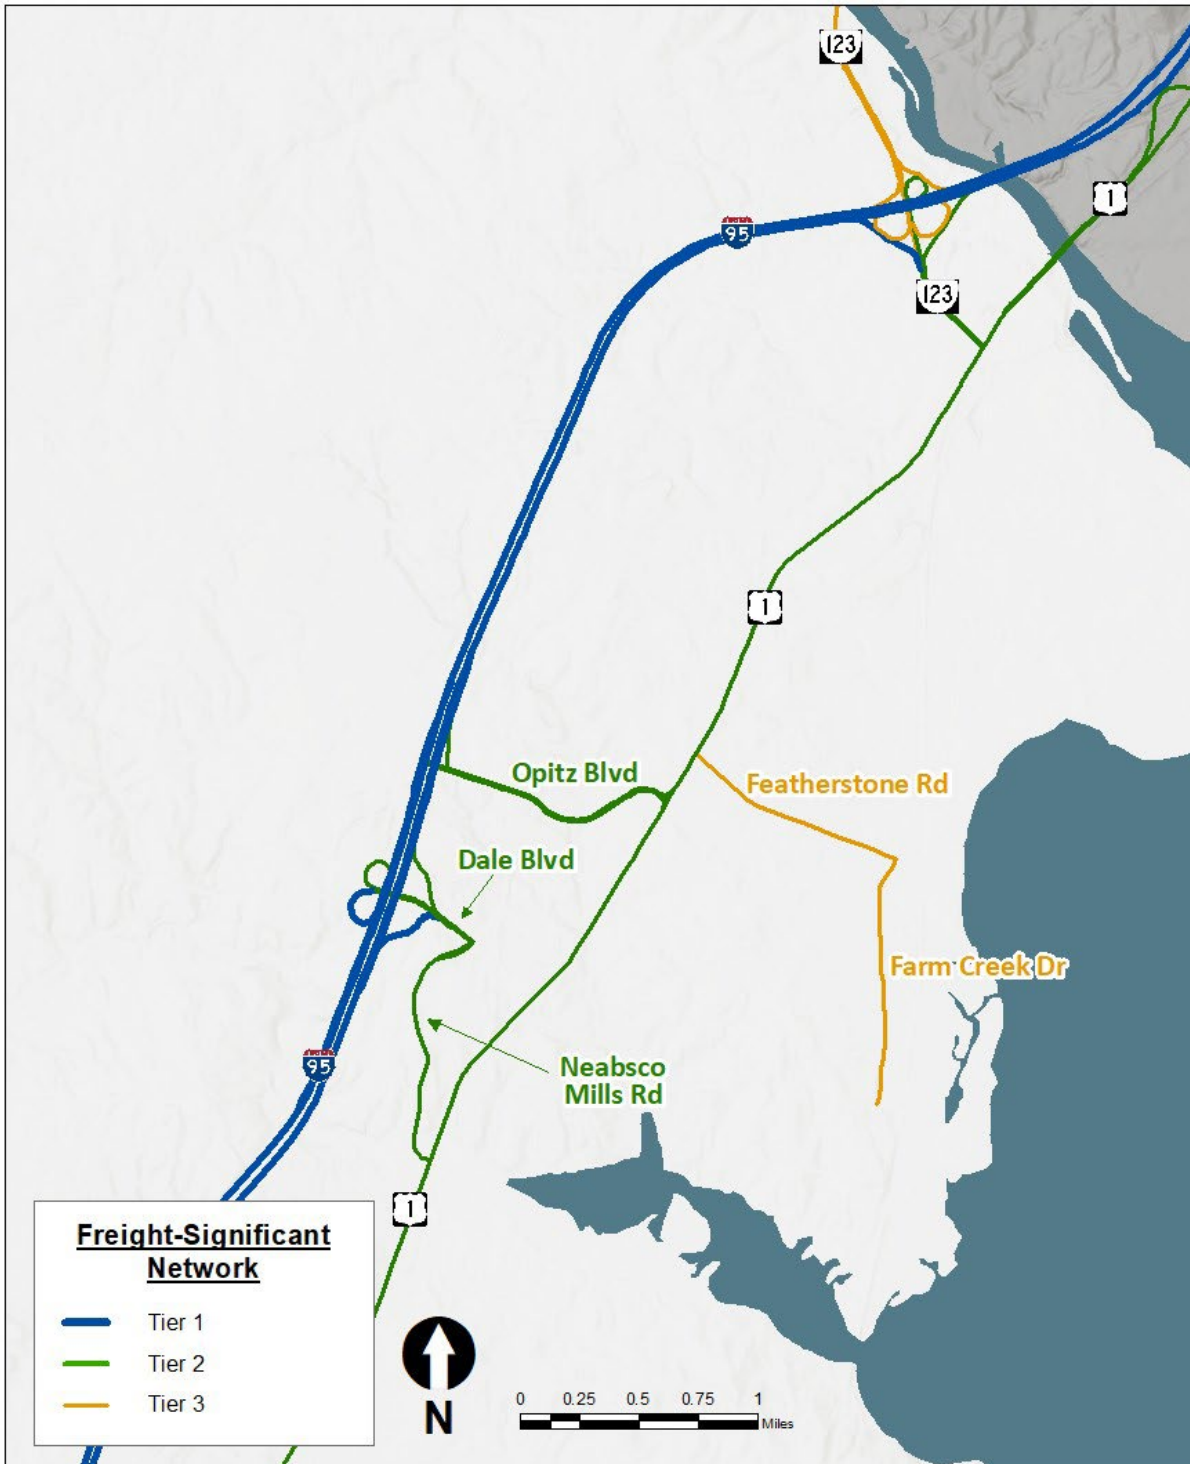 123
1
95
123
1
Opitz Blvd
Featherstone Rd
Dale Blvd
Farm Creek Dr
95
Neabsco
Mills Rd
1
Freight-Significant
Network
Tier 1
Tier 2
Tier 3
N
0 0.25 0.5 0.75 1
Miles